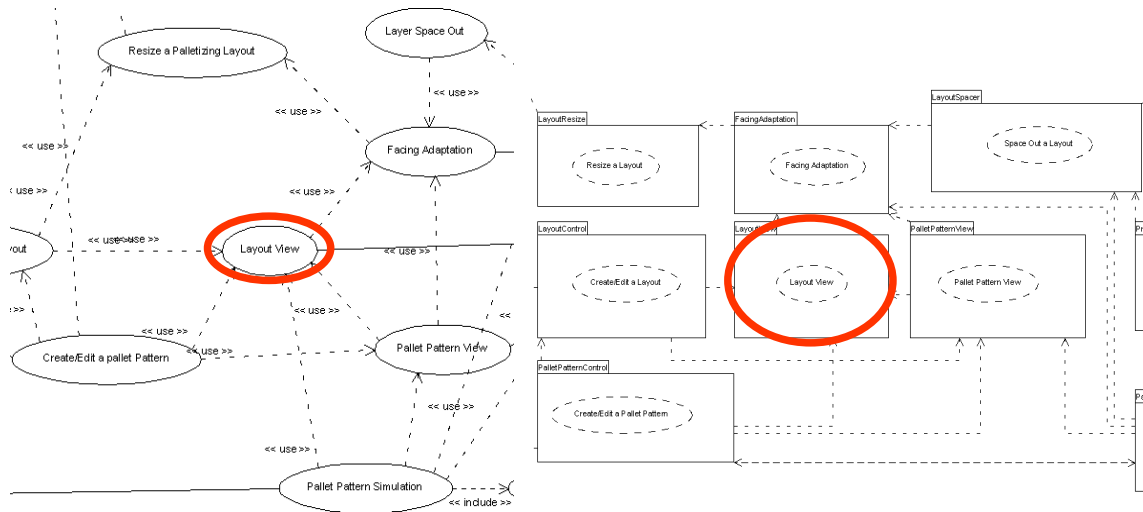 Layer Space Out
Resize a Palletizing Layout
<< use >>
<< use >>
<< use >>
Facing Adaptation
<< use >>
<< use >>
<< use >>
Layout View
<< use >>
<< use >>
<< use >>
Create/Edit a pallet Pattern
<< use >>
Pallet Pattern View
<< use >>
<< use >>
Pallet Pattern Simulation
<< include >>
LayoutSpacer
Space Out a Layout
LayoutResize
Resize a Layout
FacingAdaptation
Facing Adaptation
LayoutControl
Create/Edit a Layout
Layout View
PalletPatternView
Pallet Pattern View
PalletPatternControl
Create/Edit a Pallet Pattern